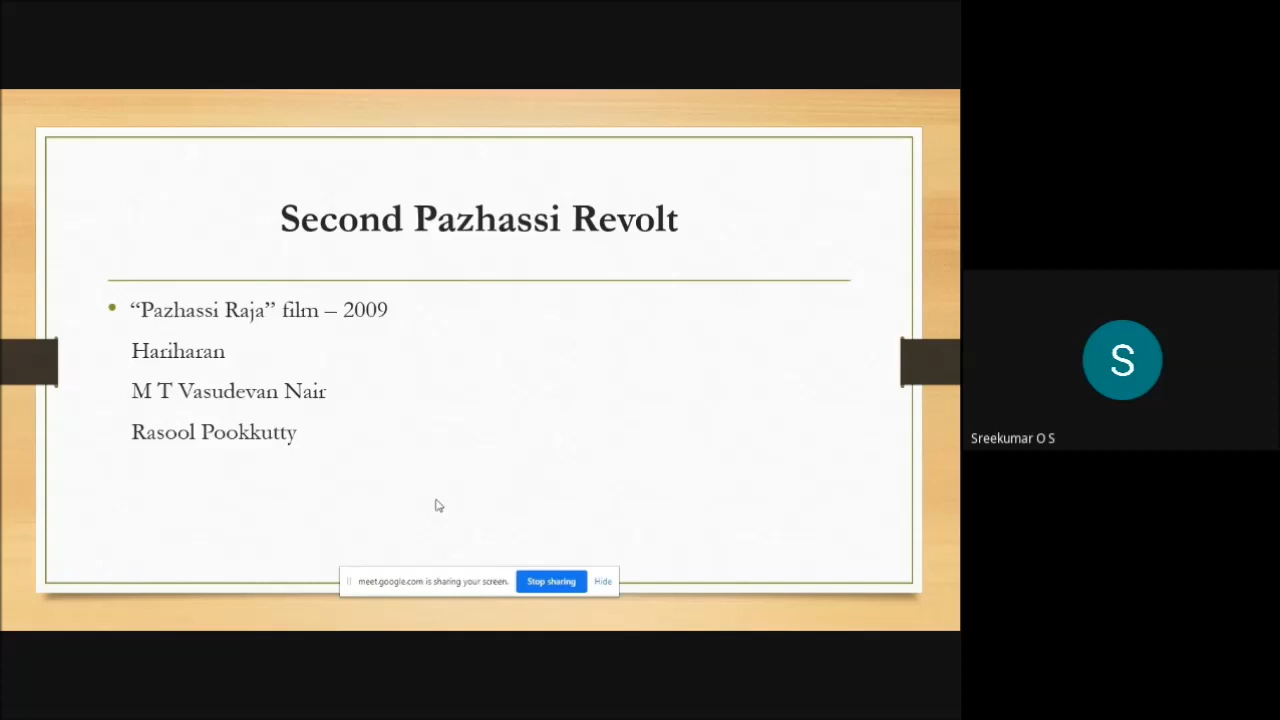 Second Pazhassi Revolt
“Pazhassi Raja” film – 2009
Hariharan
M T Vasudevan Nair
Rasool Pookkutty
meet.google.com is sharing your screen.
Stop sharing
Hide
S
Sreekumar O S